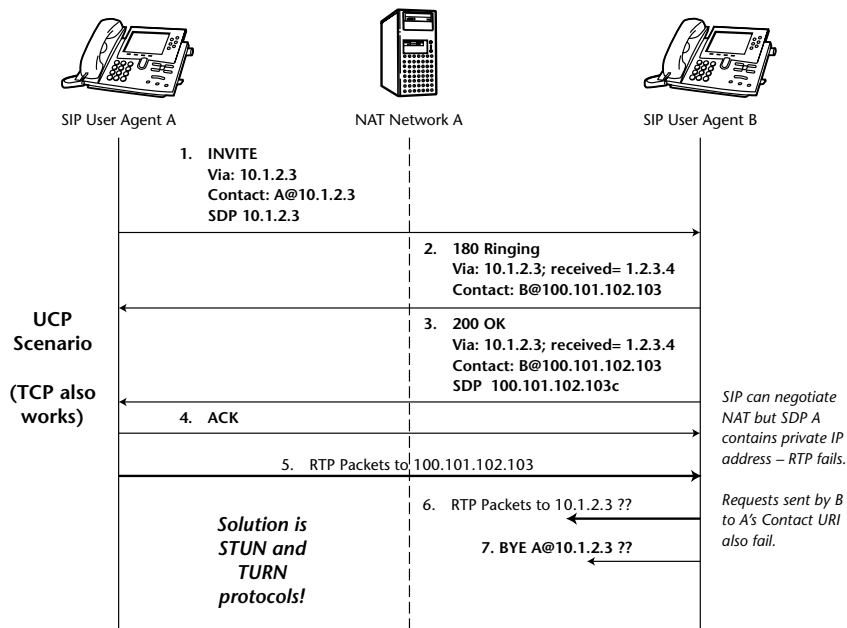 SIP User Agent A
NAT Network A
SIP User Agent B
1. INVITE
Via: 10.1.2.3
Contact: A@10.1.2.3
SDP 10.1.2.3
2. 180 Ringing
Via: 10.1.2.3; received= 1.2.3.4
Contact: B@100.101.102.103
UCP
Scenario
(TCP also
works)
3. 200 OK
Via: 10.1.2.3; received= 1.2.3.4
Contact: B@100.101.102.103
SDP 100.101.102.103c
4. ACK
SIP can negotiate
NAT but SDP A
contains private IP
address – RTP fails.
5. RTP Packets to 100.101.102.103
6. RTP Packets to 10.1.2.3 ??
Requests sent by B
to A's Contact URI
also fail.
Solution is
STUN and
TURN
protocols!
7. BYE A@10.1.2.3 ??